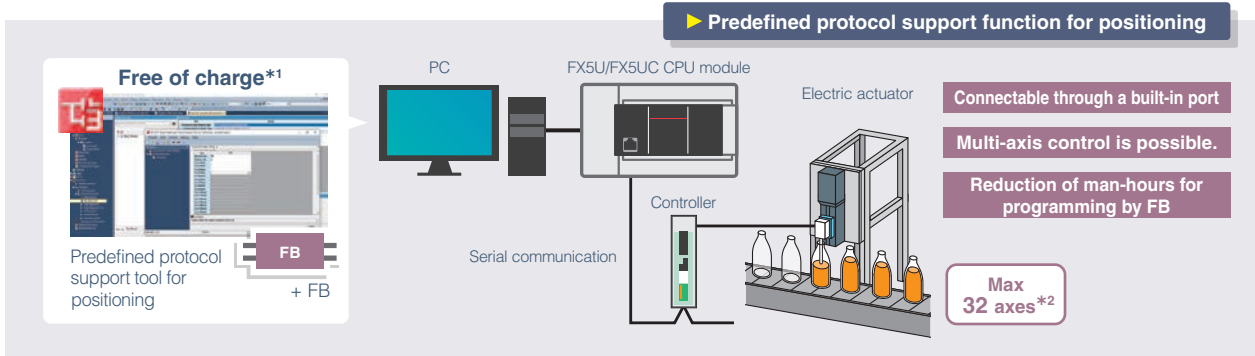 ▶ Predefined protocol support function for positioning
Free of charge*1
PC
FX5U/FX5UC CPU module
Electric actuator
Connectable through a built-in port
Multi-axis control is possible.
Reduction of man-hours for
programming by FB
Controller
Serial communication
Predefined protocol
support tool for
positioning
FB
+ FB
Max
32 axes*2